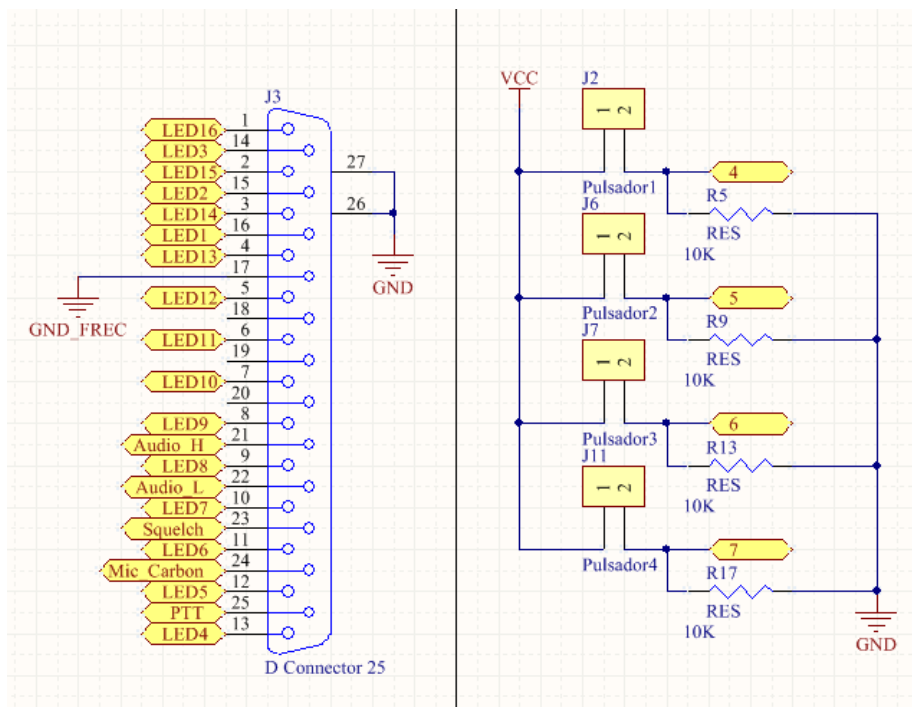 J3
LED16 1
LED3 14
LED15 2
LED2 15
LED14 3
LED1 16
LED13 4
17
LED12 5
18
LED11 6
19
LED10 7
20
LED9 8
Audio_H 21
LED8 9
Audio_L 22
LED7 10
Squelch 23
LED6 11
Mic_Carbon 24
LED5 12
PTT 25
LED4 13
27
26
GND
GND_FREC
D Connector 25
VCC
J2
1 2
Pulsador1
4
R5
RES
10K
J6
1 2
Pulsador2
5
R9
RES
10K
J7
1 2
Pulsador3
6
R13
RES
10K
J11
1 2
Pulsador4
7
R17
RES
10K
GND